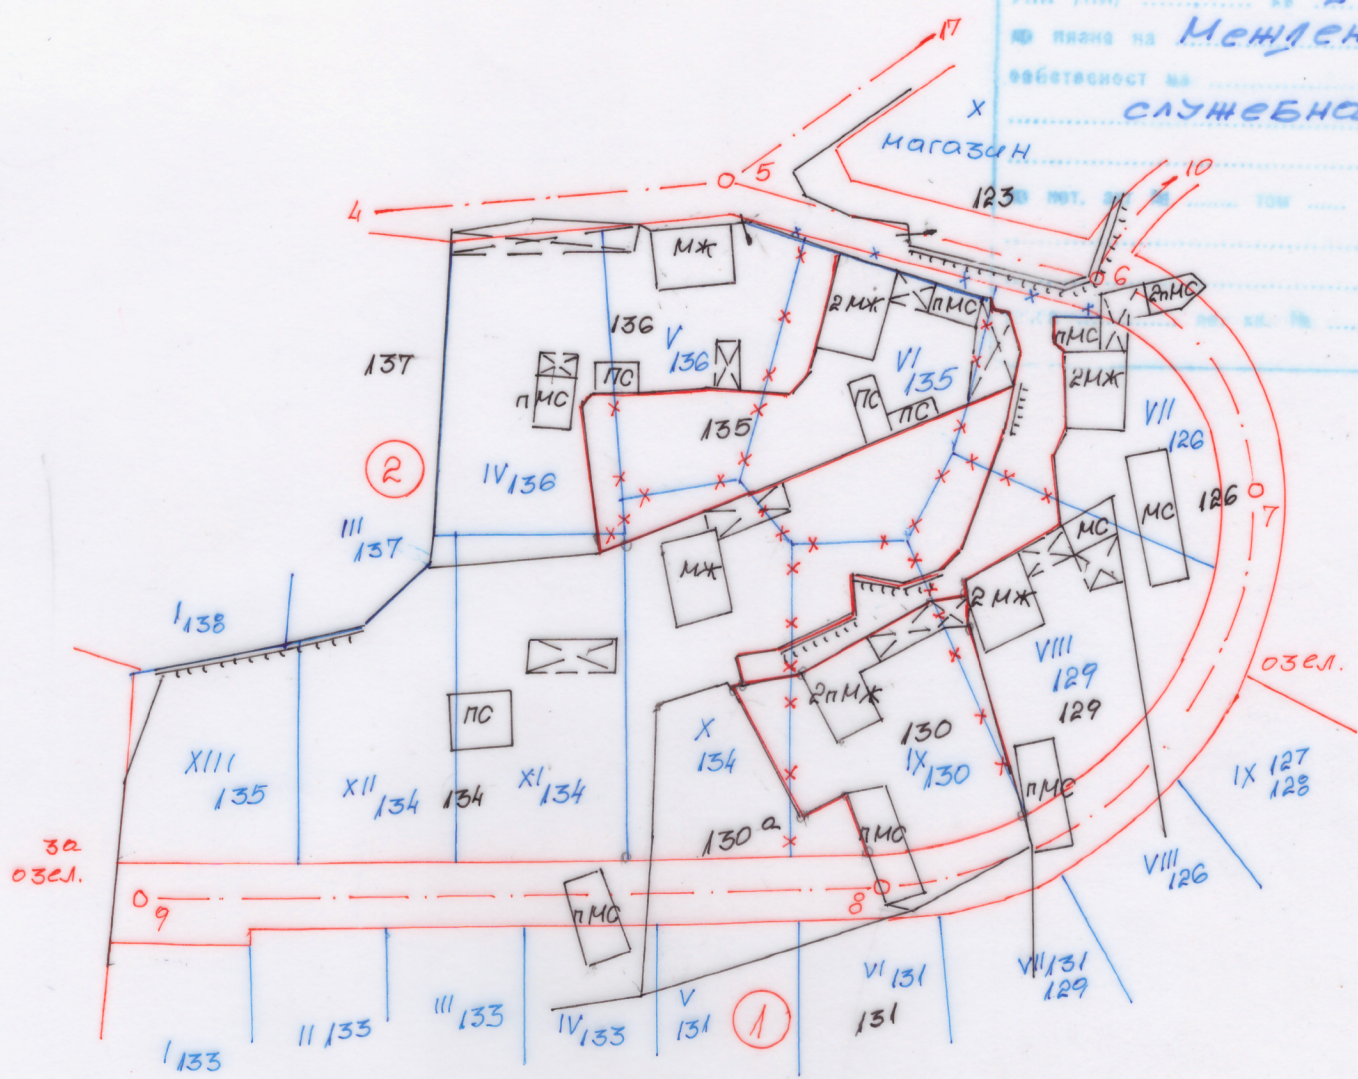 17
плана на Межлен
собственост на
служебна
X
магазин
5
10
4
123
нот. том
МЖ
6
2пМЖ
2МЖ
пМС
136
V
136
пМС
137
VI
135
2МЖ
ПС
пМС
ПС
ПС
VII
126
135
2
IV 136
МС
126
7
МС
III
137
МЖ
2МЖ
I 138
VIII
129
озел.
129
2пМЖ
ПС
X
134
130
IX 130
XIII
135
XII
134
134
XI
134
IX 127
128
пМС
130а
пМС
за
озел.
VIII
126
9
8
пМС
VI 131
VII 131
129
III 133
V
131
1
131
II 133
IV 133
I 133